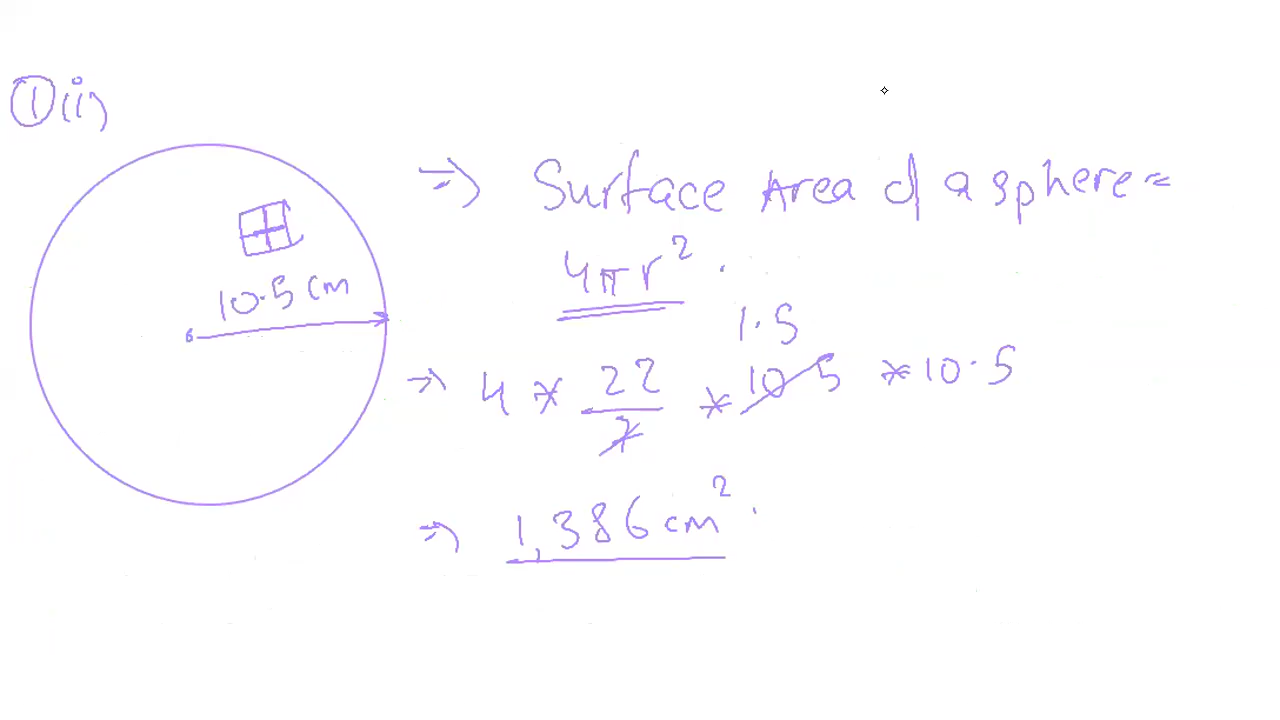 ① (ii)
10.5 cm
=> Surface Area of a sphere =
4πr².
1.5
=> 4 * 22/7 * 10.5 * 10.5
=> 1,386 cm².